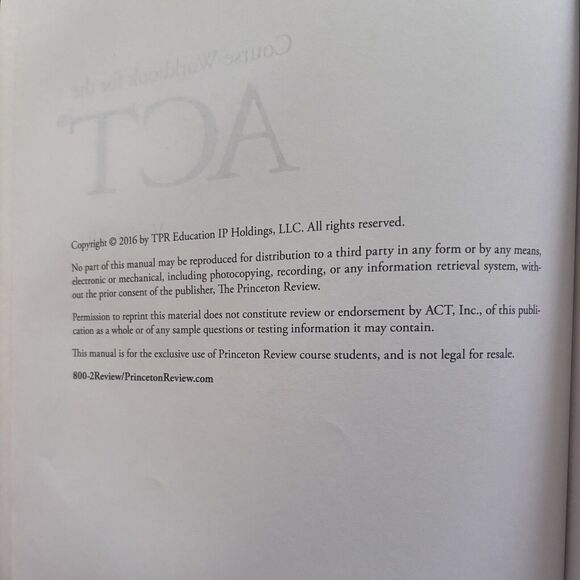 Course Workbook for the
ACT®
Copyright © 2016 by TPR Education IP Holdings, LLC. All rights reserved.
No part of this manual may be reproduced for distribution to a third party in any form or by any means,
electronic or mechanical, including photocopying, recording, or any information retrieval system, with-
out the prior consent of the publisher, The Princeton Review.
Permission to reprint this material does not constitute review or endorsement by ACT, Inc., of this publi-
cation as a whole or of any sample questions or testing information it may contain.
This manual is for the exclusive use of Princeton Review course students, and is not legal for resale.
800-2Review/PrincetonReview.com